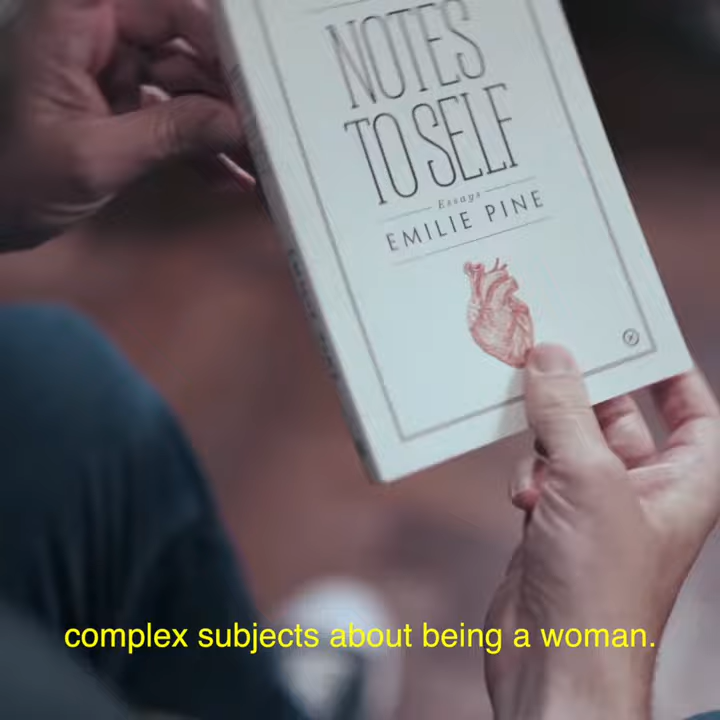 NOTES
TO SELF
Essays
EMILIE PINE
complex subjects about being a woman.